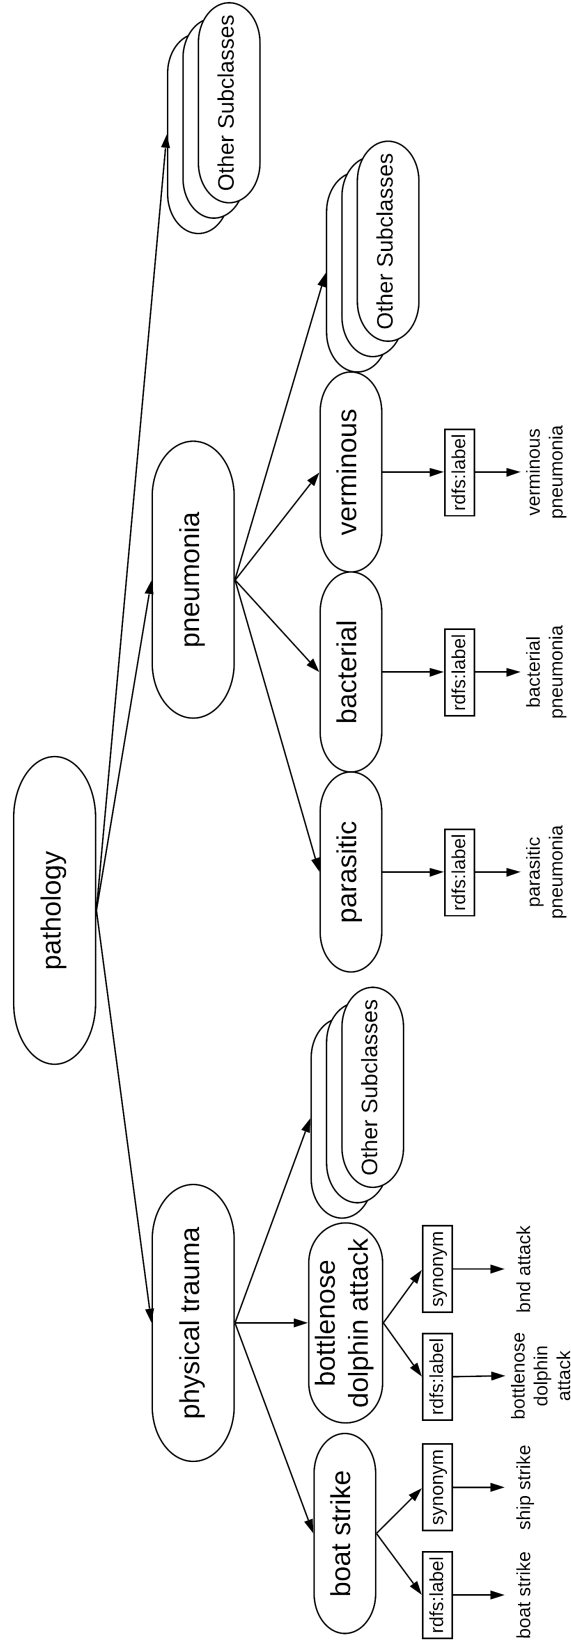 pathology
physical trauma
pneumonia
Other Subclasses
boat strike
bottlenose
dolphin attack
Other Subclasses
parasitic
bacterial
verminous
Other Subclasses
rdfs:label
synonym
rdfs:label
synonym
rdfs:label
rdfs:label
rdfs:label
boat strike
ship strike
bottlenose
dolphin
attack
bnd attack
parasitic
pneumonia
bacterial
pneumonia
verminous
pneumonia